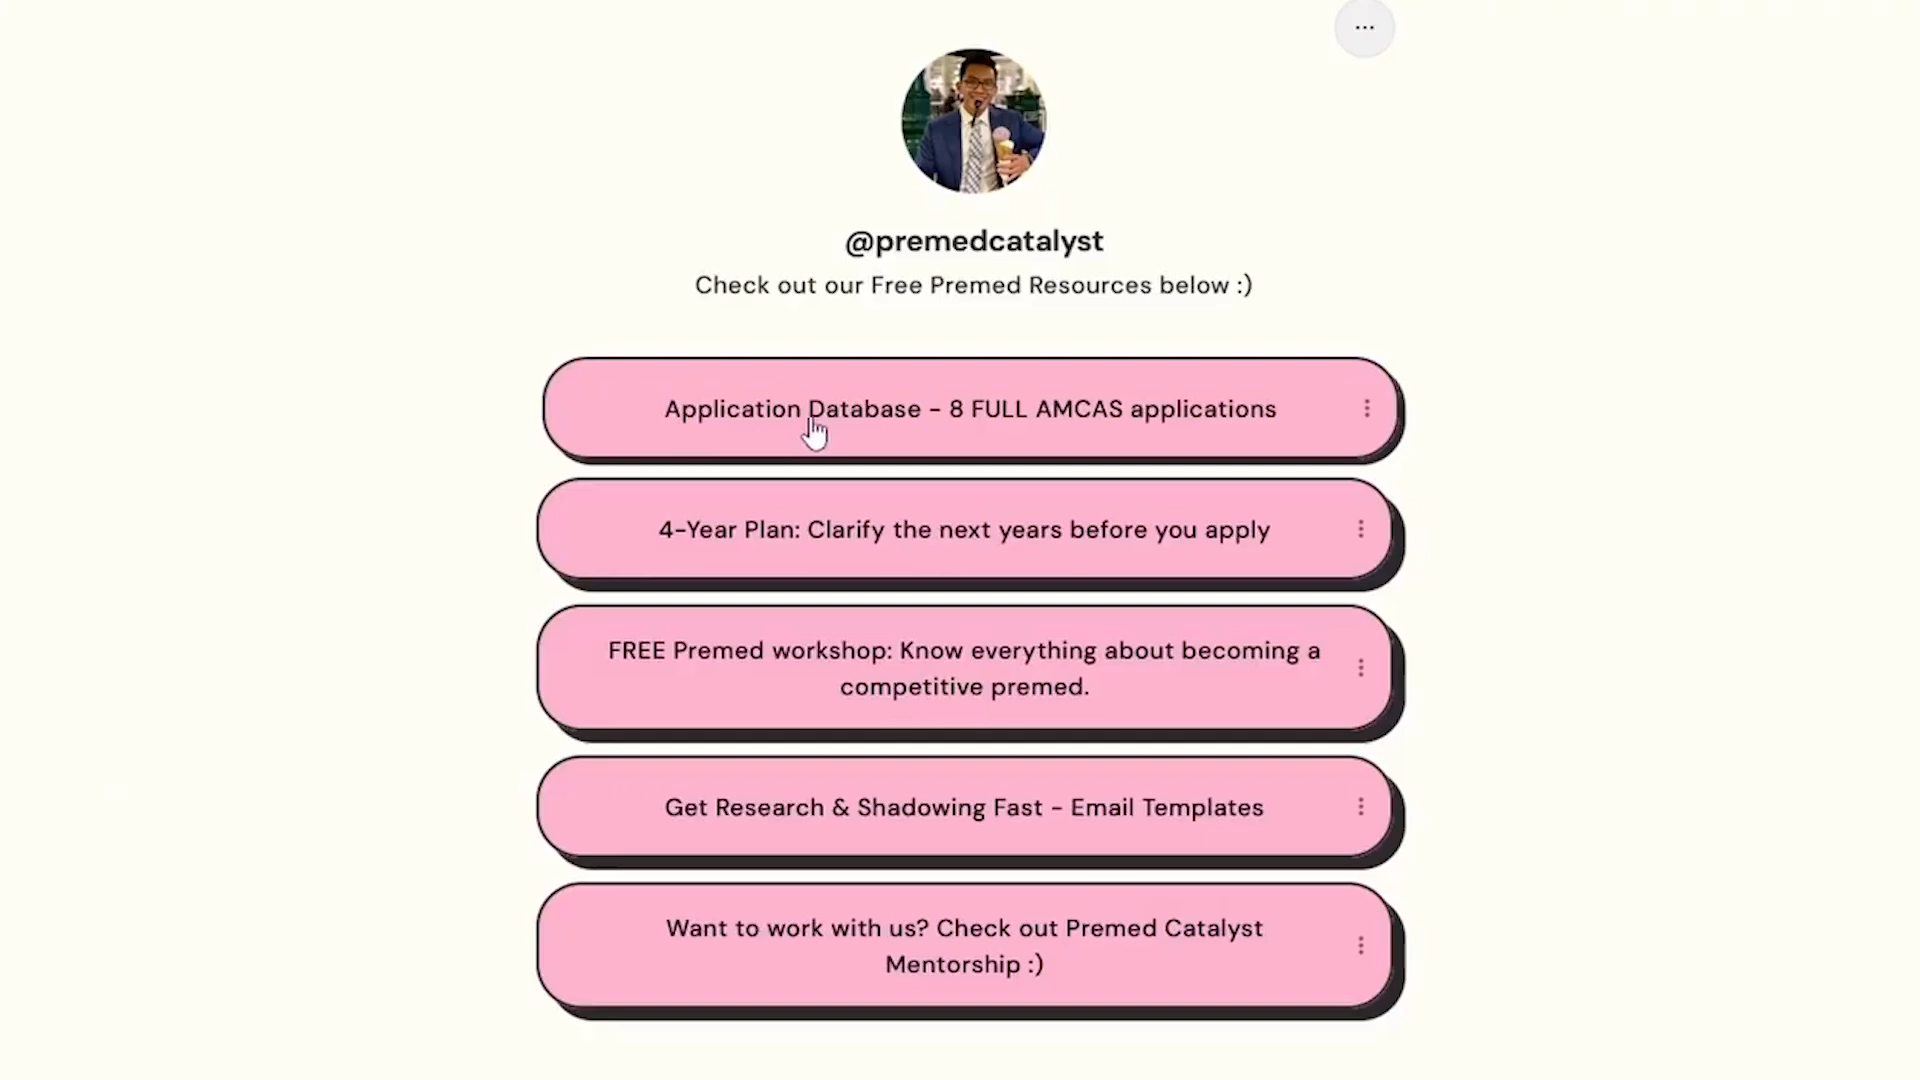 @premedcatalyst
Check out our Free Premed Resources below :)
Application Database - 8 FULL AMCAS applications
4-Year Plan: Clarify the next years before you apply
FREE Premed workshop: Know everything about becoming a
competitive premed.
Get Research & Shadowing Fast - Email Templates
Want to work with us? Check out Premed Catalyst
Mentorship :)